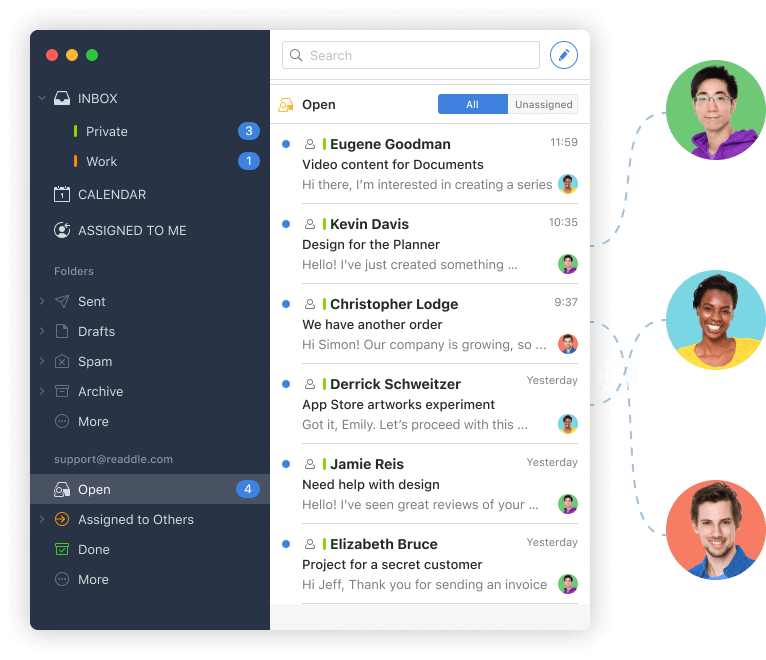 INBOX
Private 3
Work 1
1
CALENDAR
ASSIGNED TO ME
Folders
Sent
Drafts
Spam
Archive
More
support@readdle.com
Open 4
Assigned to Others
Done
More
Search
Open All Unassigned
Eugene Goodman 11:59
Video content for Documents
Hi there, I’m interested in creating a series
Kevin Davis 10:35
Design for the Planner
Hello! I’ve just created something ...
Christopher Lodge 9:37
We have another order
Hi Simon! Our company is growing, so ...
Derrick Schweitzer Yesterday
App Store artworks experiment
Got it, Emily. Let’s proceed with this ...
Jamie Reis Yesterday
Need help with design
Hello! I’ve seen great reviews of your ...
Elizabeth Bruce Yesterday
Project for a secret customer
Hi Jeff, Thank you for sending an invoice